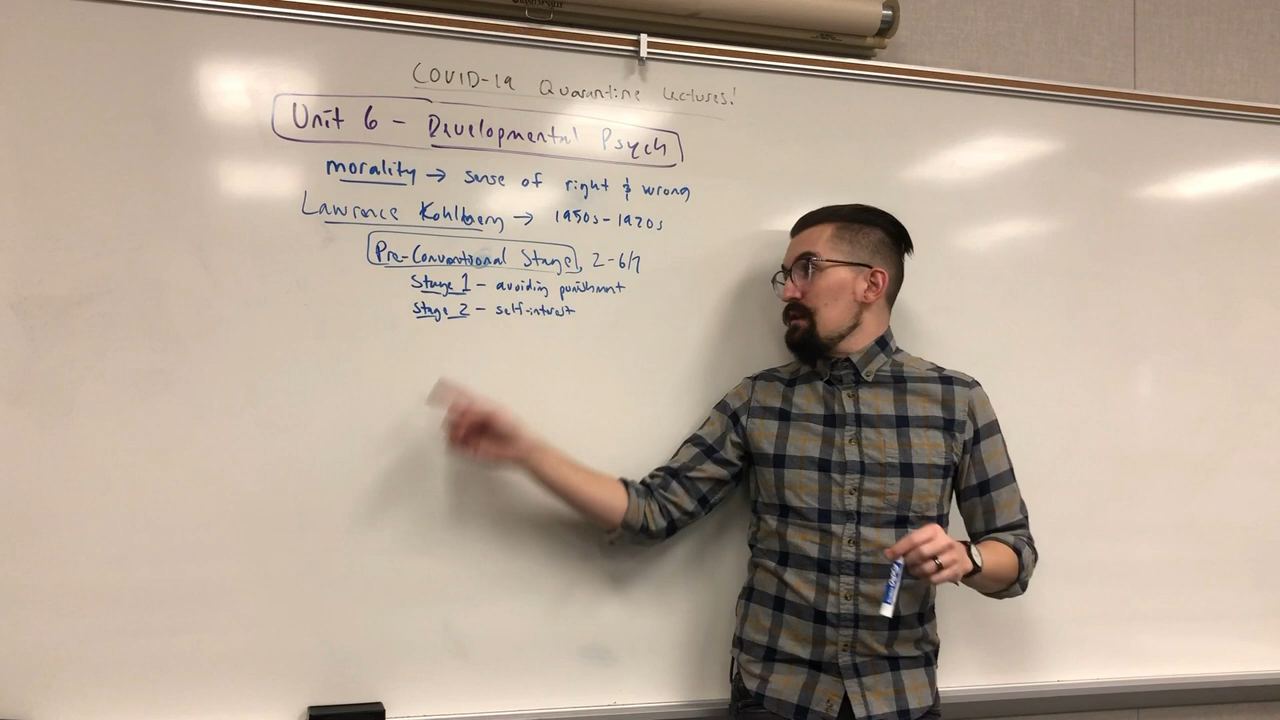 COVID-19 Quarantine Lectures!
Unit 6 - Developmental Psych
morality → sense of right & wrong
Lawrence Kohlberg → 1950s-1970s
Pre-Conventional Stage, 2-6/7
Stage 1 - avoiding punishment
Stage 2 - self-interest